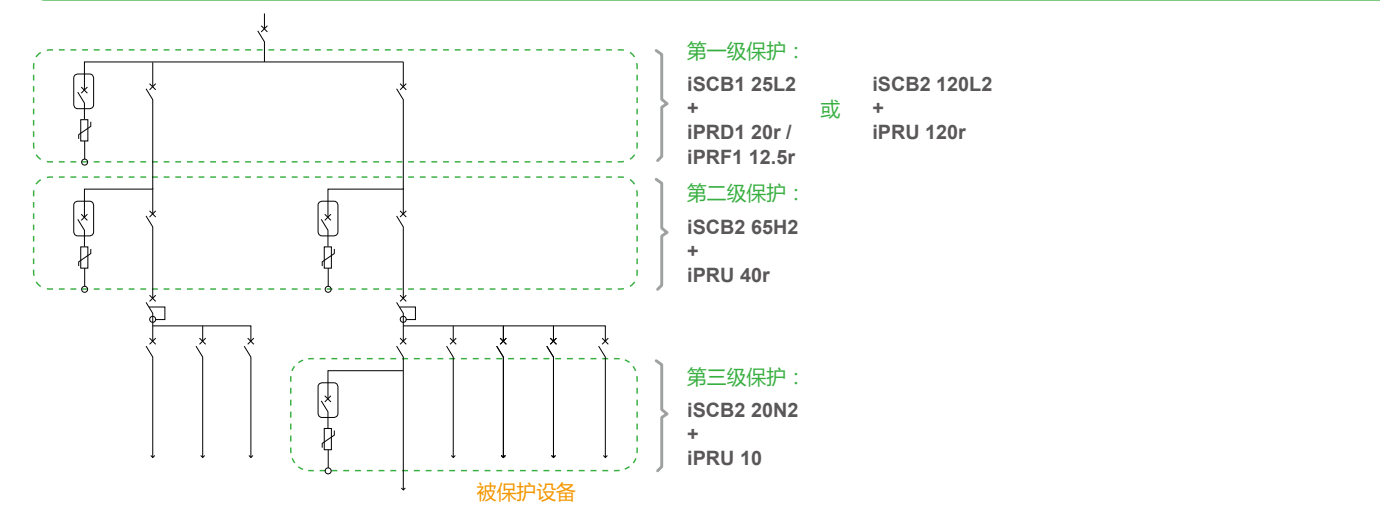 第一级保护：
iSCB1 25L2
+
iPRD1 20r /
iPRF1 12.5r
或
iSCB2 120L2
+
iPRU 120r
第二级保护：
iSCB2 65H2
+
iPRU 40r
第三级保护：
iSCB2 20N2
+
iPRU 10
被保护设备